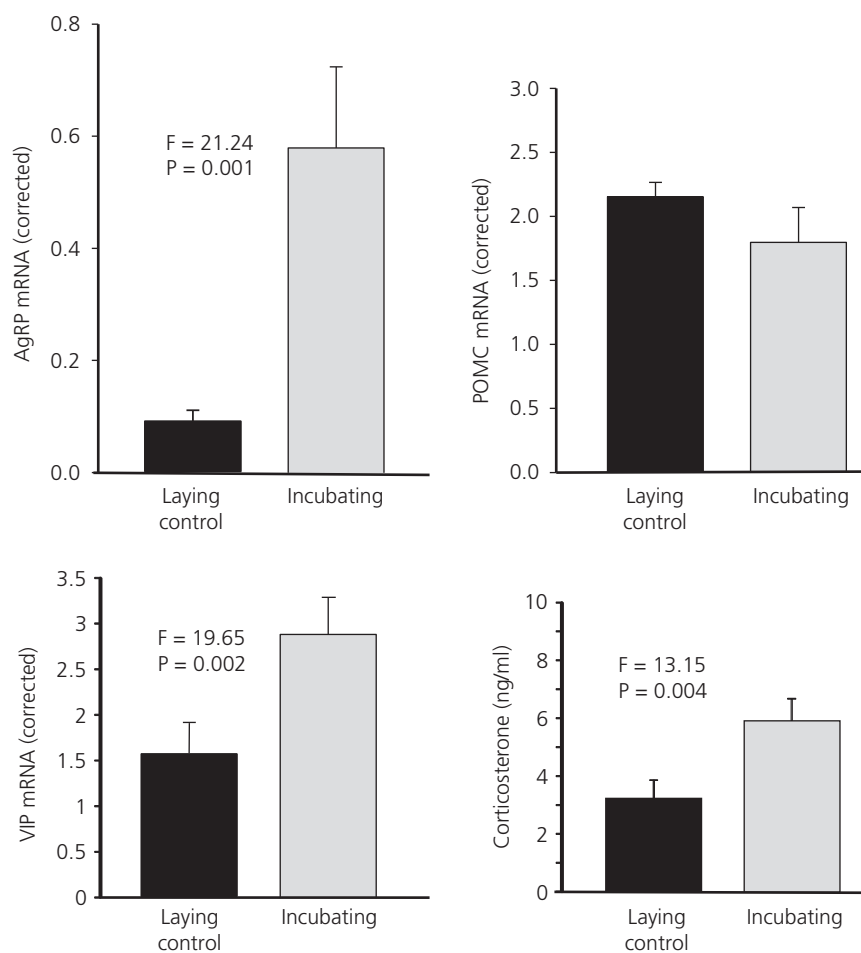 AgRP mRNA (corrected)
0.8
0.6
0.4
0.2
0.0
F = 21.24
P = 0.001
Laying
control
Incubating
POMC mRNA (corrected)
3.0
2.5
2.0
1.5
1.0
0.5
0.0
Laying
control
Incubating
VIP mRNA (corrected)
3.5
3
2.5
2
1.5
1
0.5
0
F = 19.65
P = 0.002
Laying
control
Incubating
Corticosterone (ng/ml)
10
8
6
4
2
0
F = 13.15
P = 0.004
Laying
control
Incubating